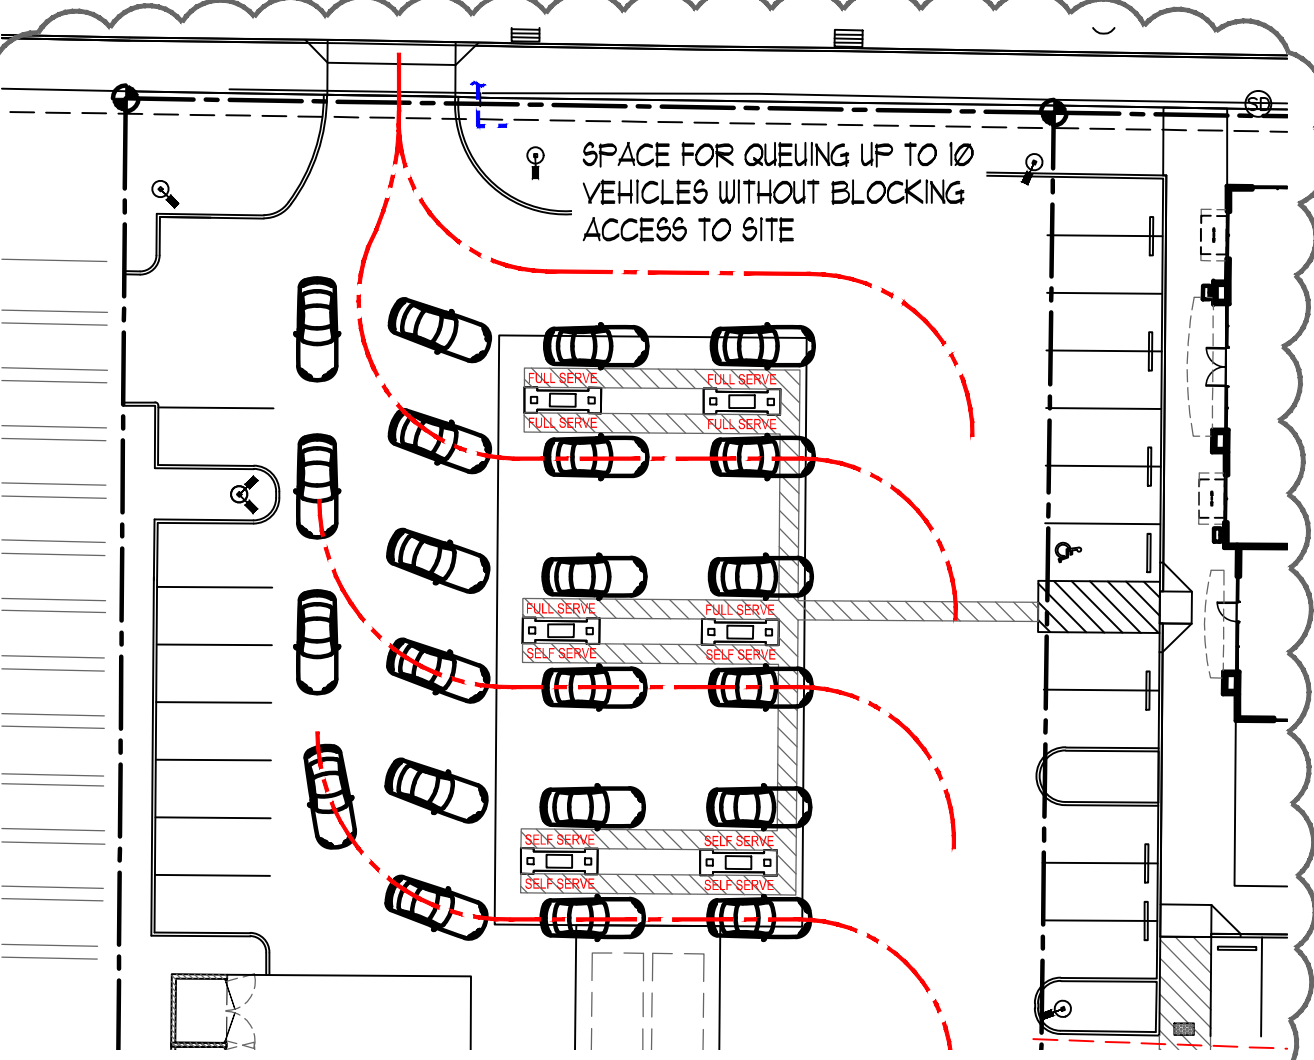 SD
SPACE FOR QUEUING UP TO 10
VEHICLES WITHOUT BLOCKING
ACCESS TO SITE
FULL SERVE FULL SERVE
FULL SERVE FULL SERVE
FULL SERVE FULL SERVE
SELF SERVE SELF SERVE
SELF SERVE SELF SERVE
SELF SERVE SELF SERVE